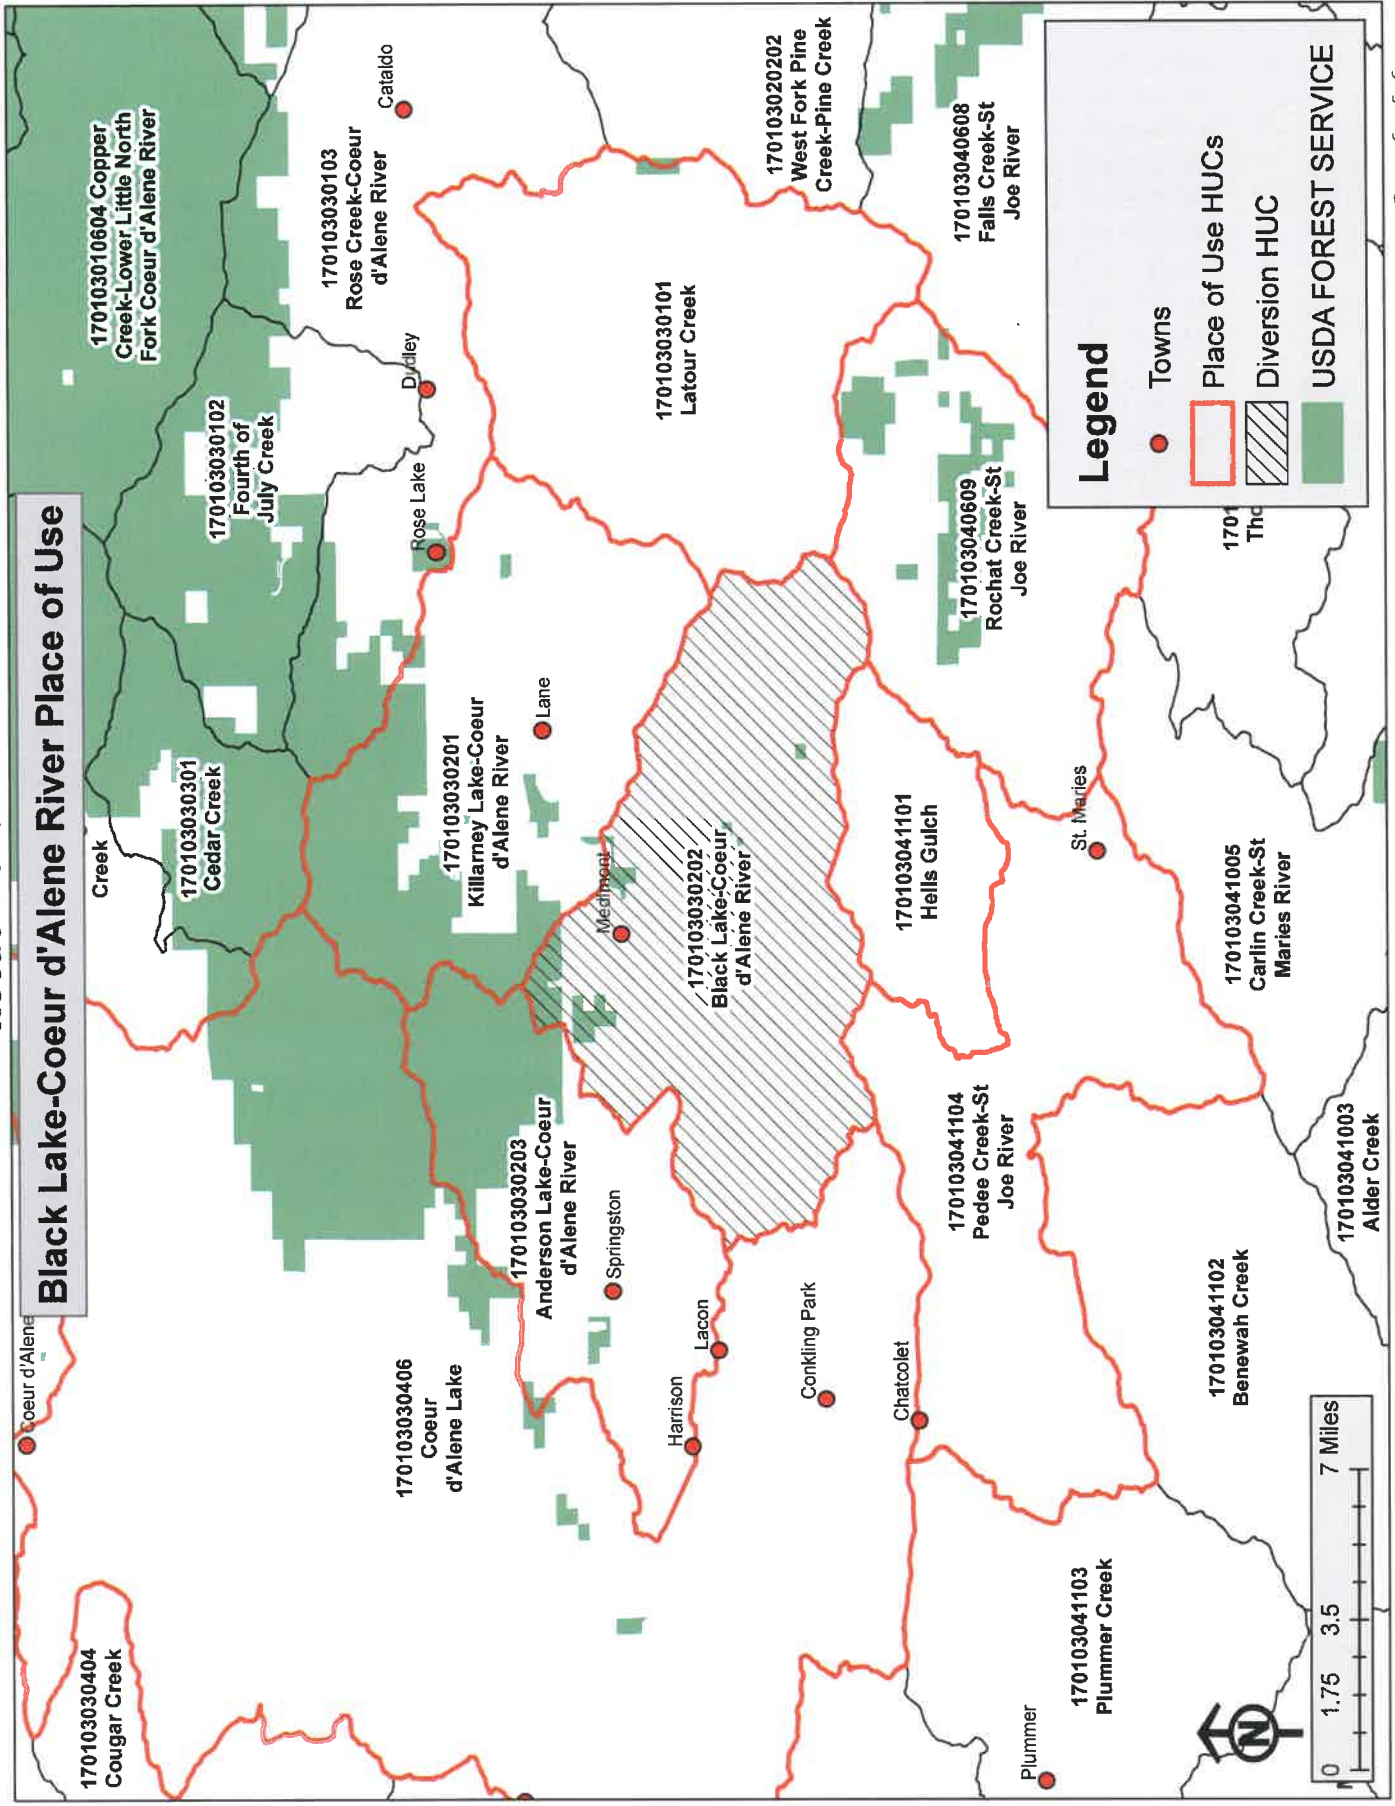 Black Lake-Coeur d'Alene River Place of Use
Coeur d'Alene
170103030404
Cougar Creek
170103030406
Coeur
d'Alene Lake
Creek
170103030301
Cedar Creek
170103030102
Fourth of
July Creek
170103010604 Copper
Creek-Lower Little North
Fork Coeur d'Alene River
170103030103
Rose Creek-Coeur
d'Alene River
Cataldo
Dudley
Rose Lake
170103030201
Killarney Lake-Coeur
d'Alene River
Lane
170103030203
Anderson Lake-Coeur
d'Alene River
Springston
Medimont
Lacon
Harrison
170103030202
Black Lake-Coeur
d'Alene River
170103030101
Latour Creek
170103020202
West Fork Pine
Creek-Pine Creek
Conkling Park
Chatcolet
170103041101
Hells Gulch
170103040609
Rochat Creek-St
Joe River
170103040608
Falls Creek-St
Joe River
170103041104
Pedee Creek-St
Joe River
St. Maries
Plummer
170103041103
Plummer Creek
170103041102
Benewah Creek
170103041005
Carlin Creek-St
Maries River
170103041003
Alder Creek
1701
Tho
Legend
Towns
Place of Use HUCs
Diversion HUC
USDA FOREST SERVICE
N
0 1.75 3.5 7 Miles